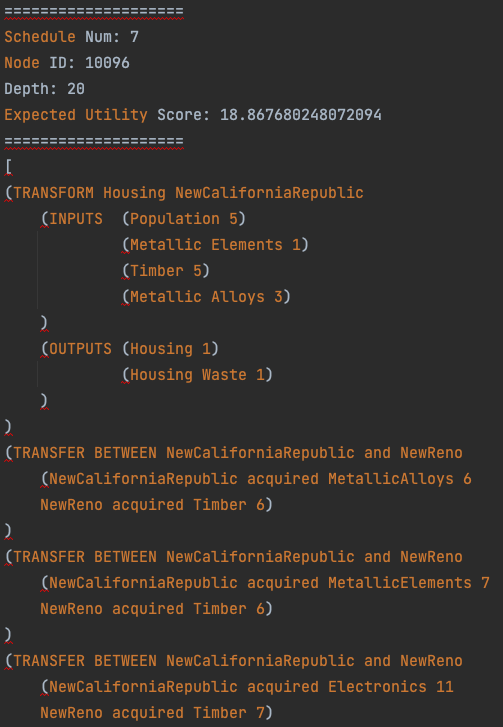 ====================
Schedule Num: 7
Node ID: 10096
Depth: 20
Expected Utility Score: 18.867680248072094
====================
[
(TRANSFORM Housing NewCaliforniaRepublic
    (INPUTS  (Population 5)
             (Metallic Elements 1)
             (Timber 5)
             (Metallic Alloys 3)
    )
    (OUTPUTS (Housing 1)
             (Housing Waste 1)
    )
)
(TRANSFER BETWEEN NewCaliforniaRepublic and NewReno
    (NewCaliforniaRepublic acquired MetallicAlloys 6
    NewReno acquired Timber 6)
)
(TRANSFER BETWEEN NewCaliforniaRepublic and NewReno
    (NewCaliforniaRepublic acquired MetallicElements 7
    NewReno acquired Timber 6)
)
(TRANSFER BETWEEN NewCaliforniaRepublic and NewReno
    (NewCaliforniaRepublic acquired Electronics 11
    NewReno acquired Timber 7)